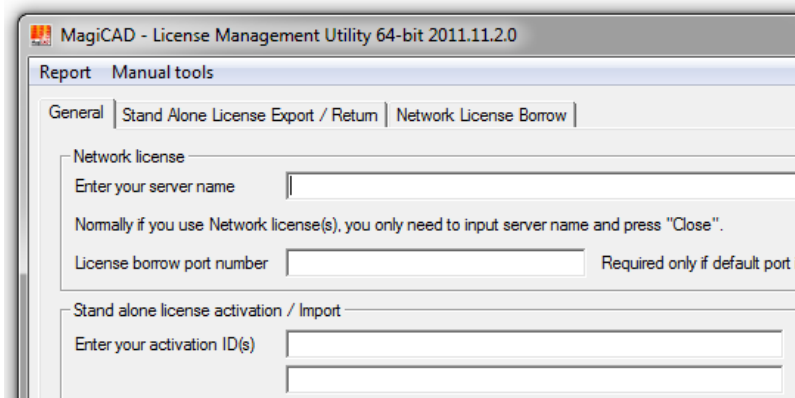 MagiCAD - License Management Utility 64-bit 2011.11.2.0
Report Manual tools
General Stand Alone License Export / Return Network License Borrow
Network license
Enter your server name
Normally if you use Network license(s), you only need to input server name and press "Close".
License borrow port number Required only if default port
Stand alone license activation / Import
Enter your activation ID(s)